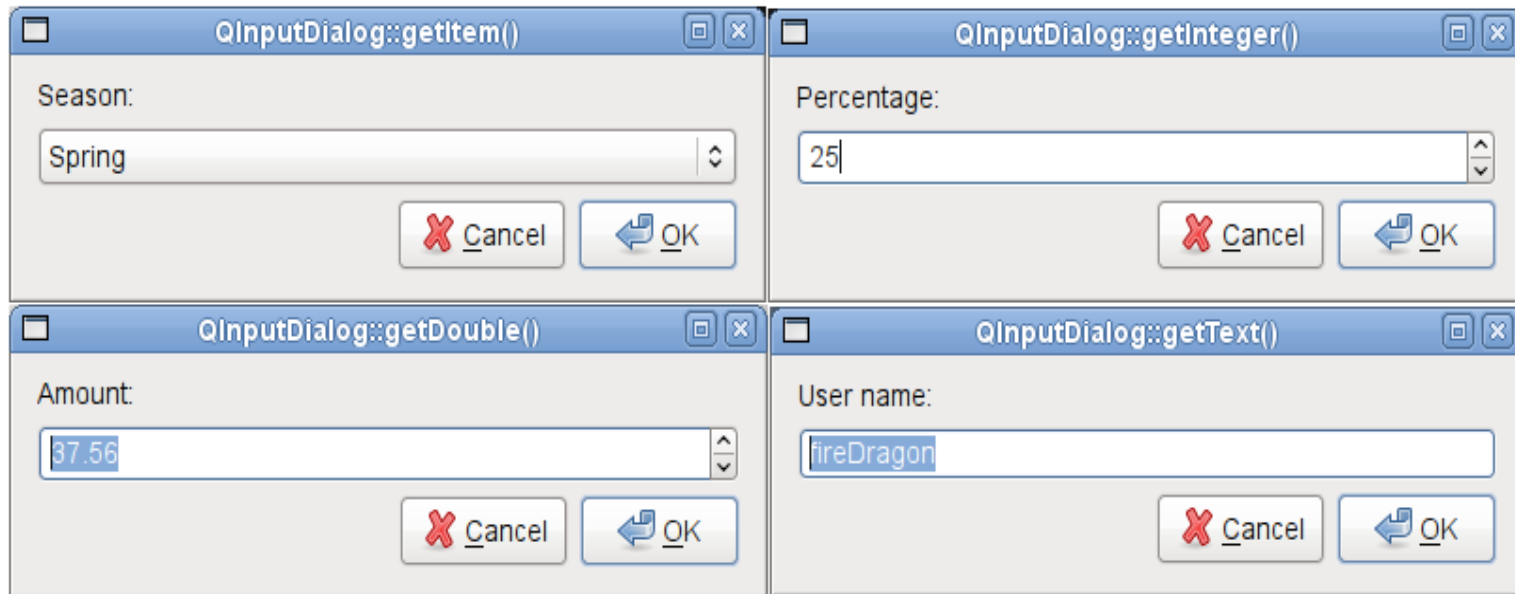 QInputDialog::getItem()
Season:
Spring
Cancel
OK
QInputDialog::getInteger()
Percentage:
25
Cancel
OK
QInputDialog::getDouble()
Amount:
37.56
Cancel
OK
QInputDialog::getText()
User name:
fireDragon
Cancel
OK